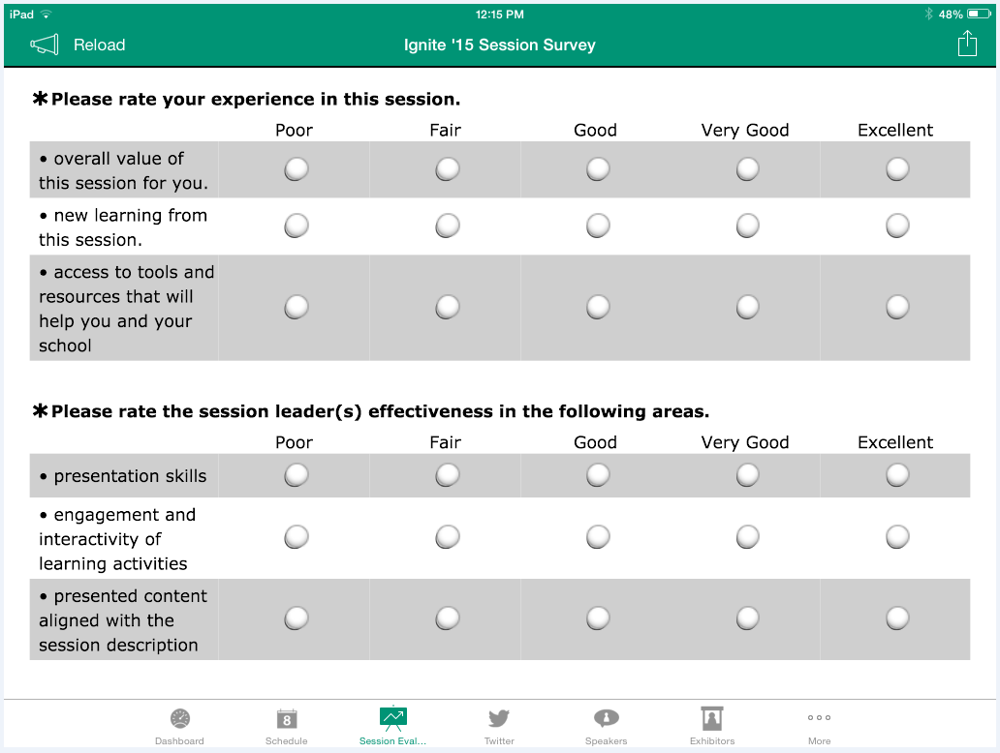 iPad 12:15 PM 48%
Reload Ignite '15 Session Survey
*Please rate your experience in this session.
Poor Fair Good Very Good Excellent
• overall value of
this session for you.
• new learning from
this session.
• access to tools and
resources that will
help you and your
school
*Please rate the session leader(s) effectiveness in the following areas.
Poor Fair Good Very Good Excellent
• presentation skills
• engagement and
interactivity of
learning activities
• presented content
aligned with the
session description
8
Dashboard Schedule Session Eval... Twitter Speakers Exhibitors More